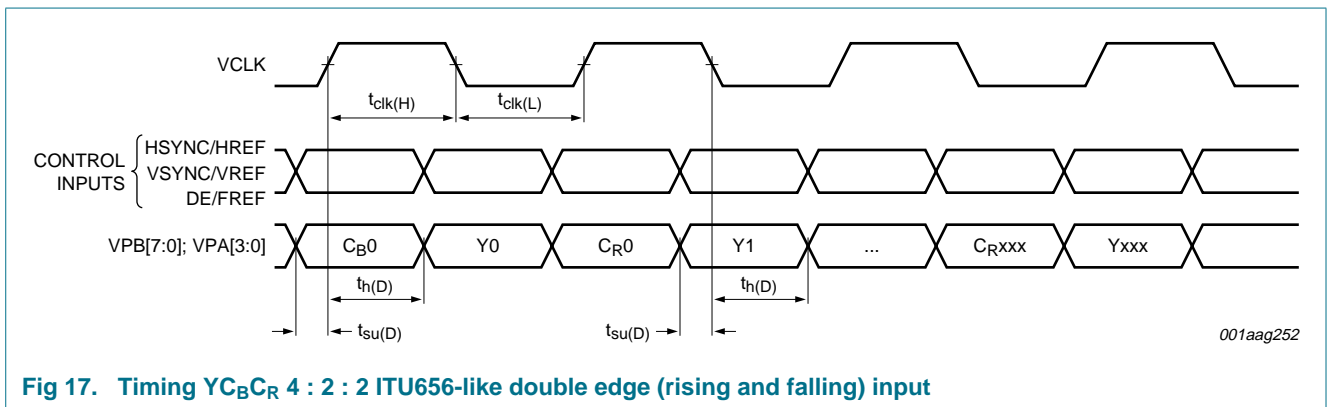 VCLK
tclk(H) tclk(L)
CONTROL INPUTS
HSYNC/HREF
VSYNC/VREF
DE/FREF
VPB[7:0]; VPA[3:0] CB0 Y0 CR0 Y1 ... CRxxx Yxxx
th(D) th(D)
tsu(D) tsu(D)
001aag252
Fig 17. Timing YCBCR 4 : 2 : 2 ITU656-like double edge (rising and falling) input